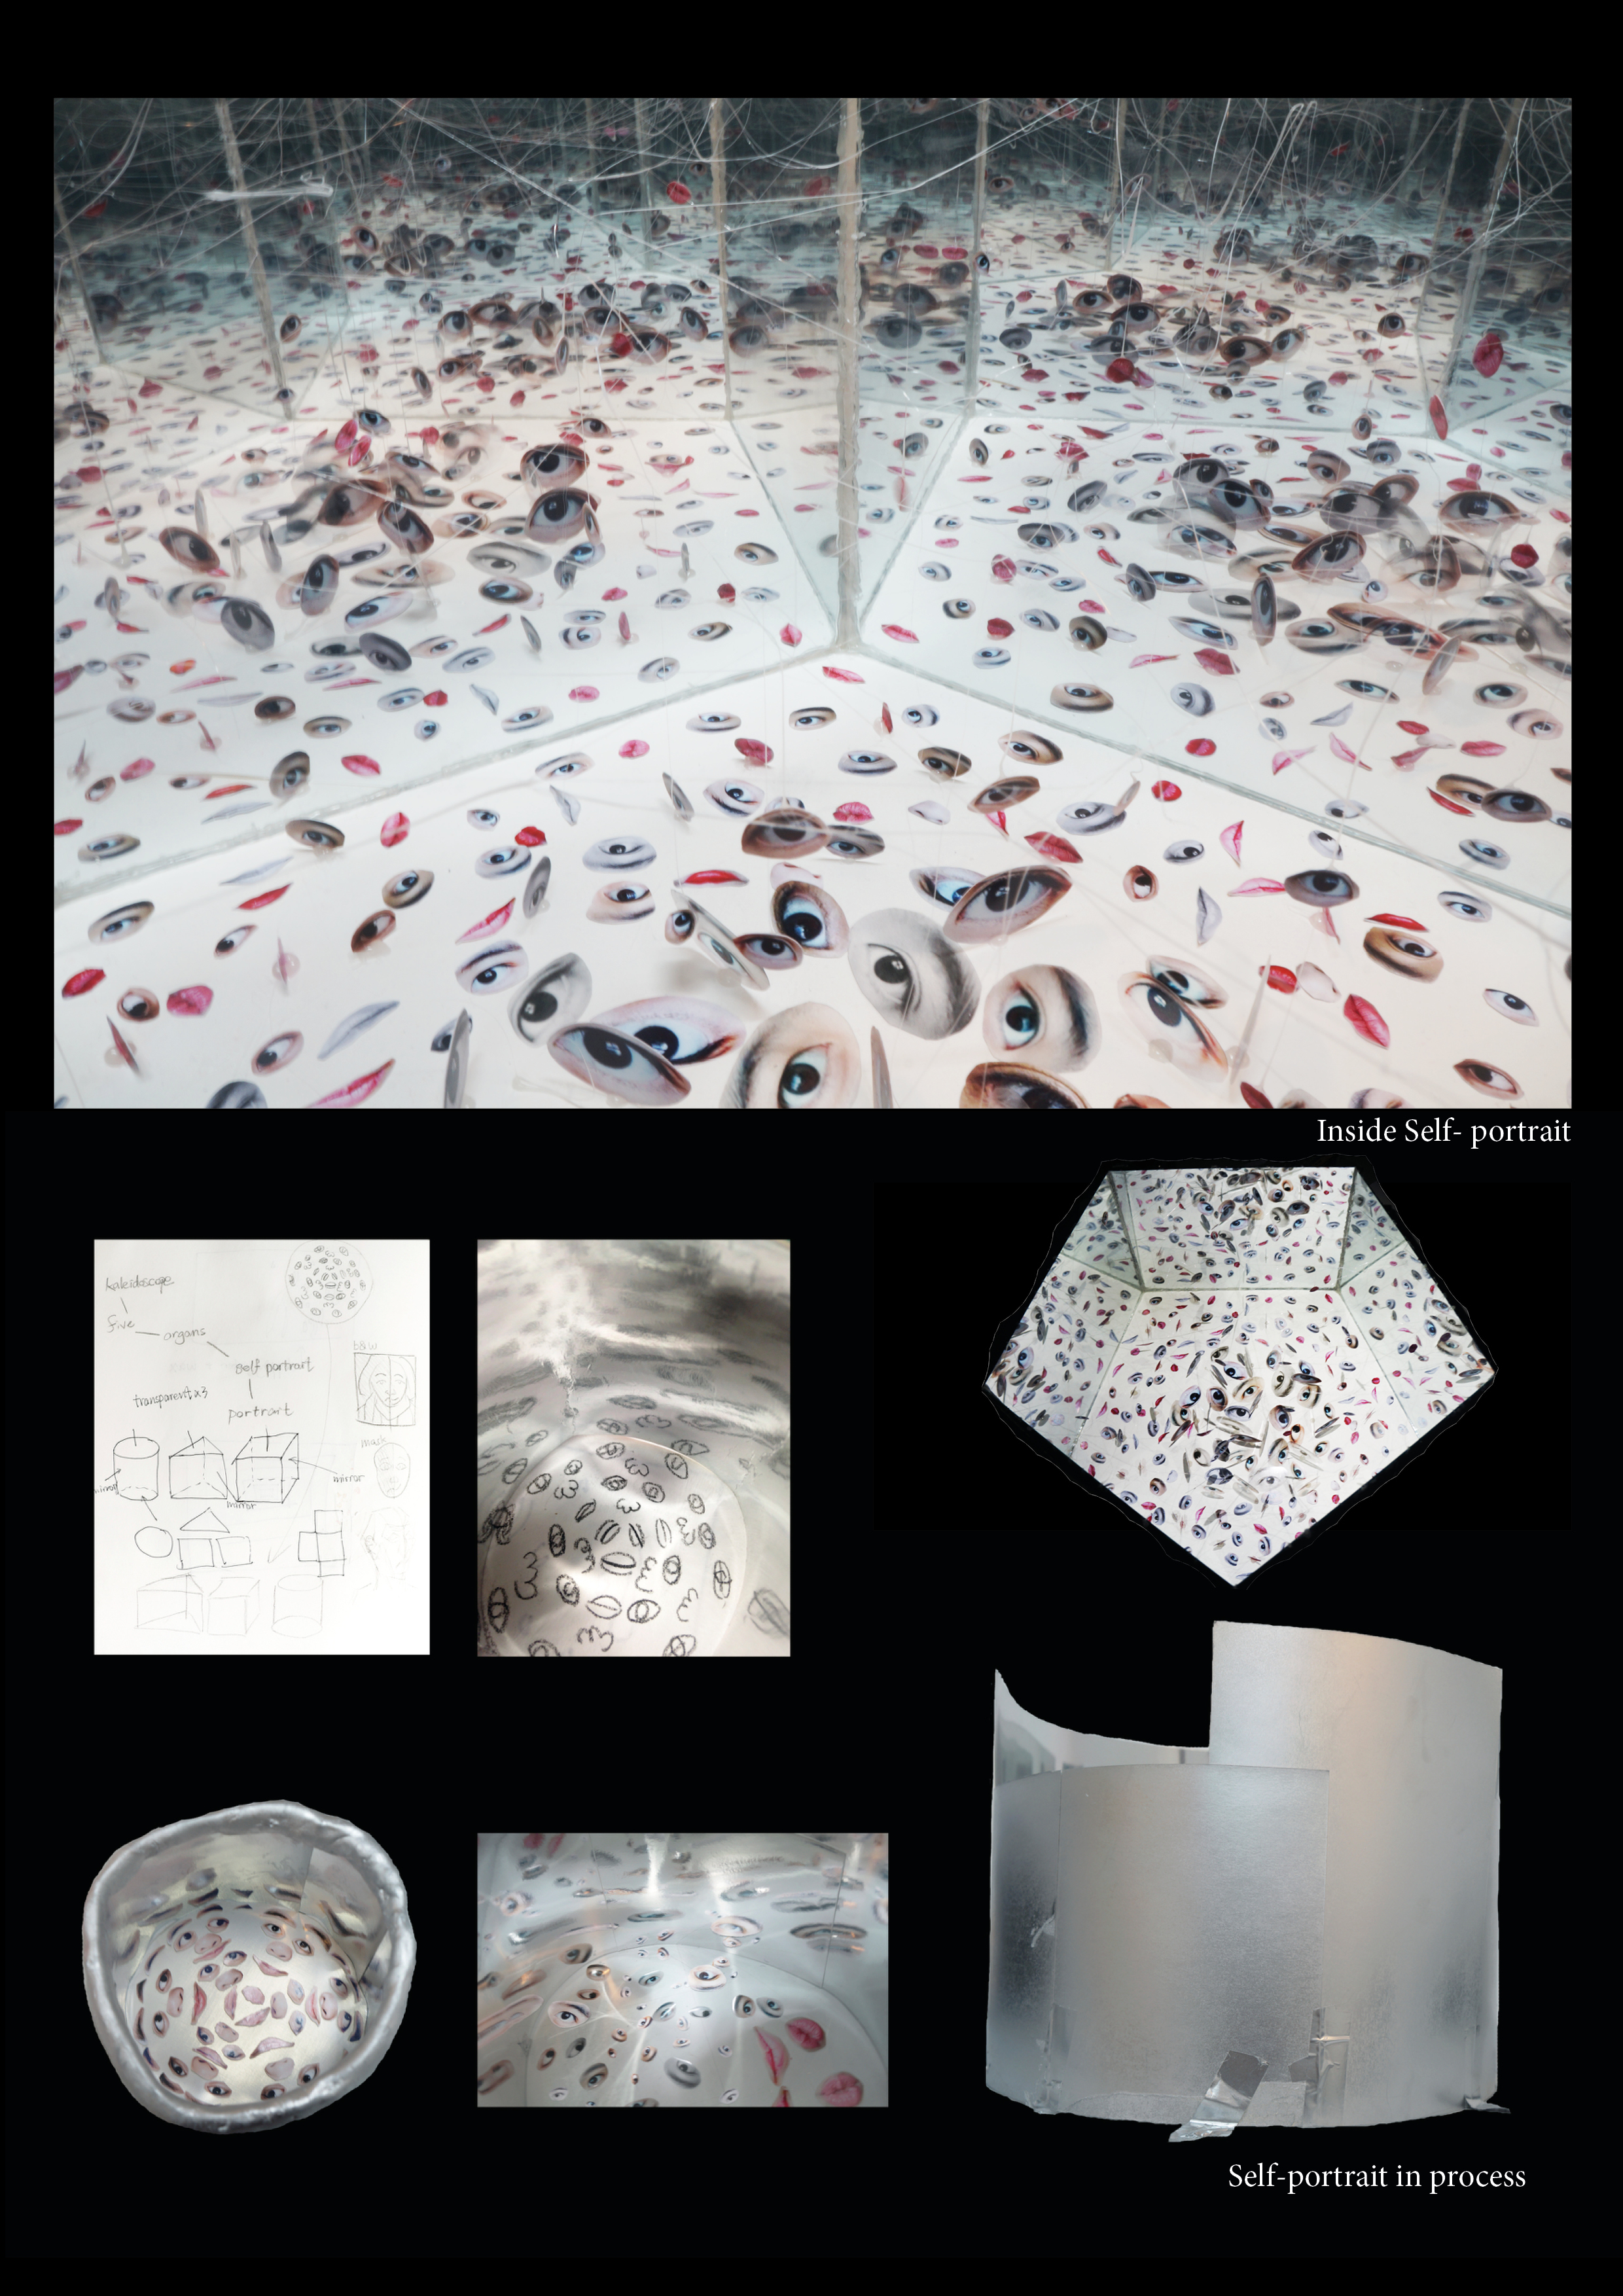 Inside Self- portrait
kaleidoscope
five
organs
b&w
self portrait
transparent x3
portrait
mask
mirror
mirror
mirror
Self-portrait in process